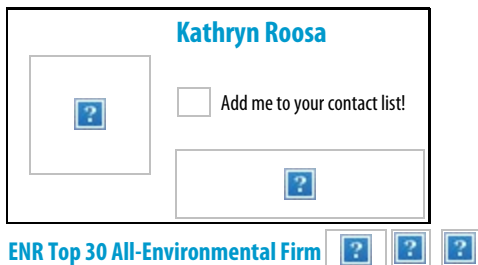 Kathryn Roosa
Add me to your contact list!
ENR Top 30 All-Environmental Firm